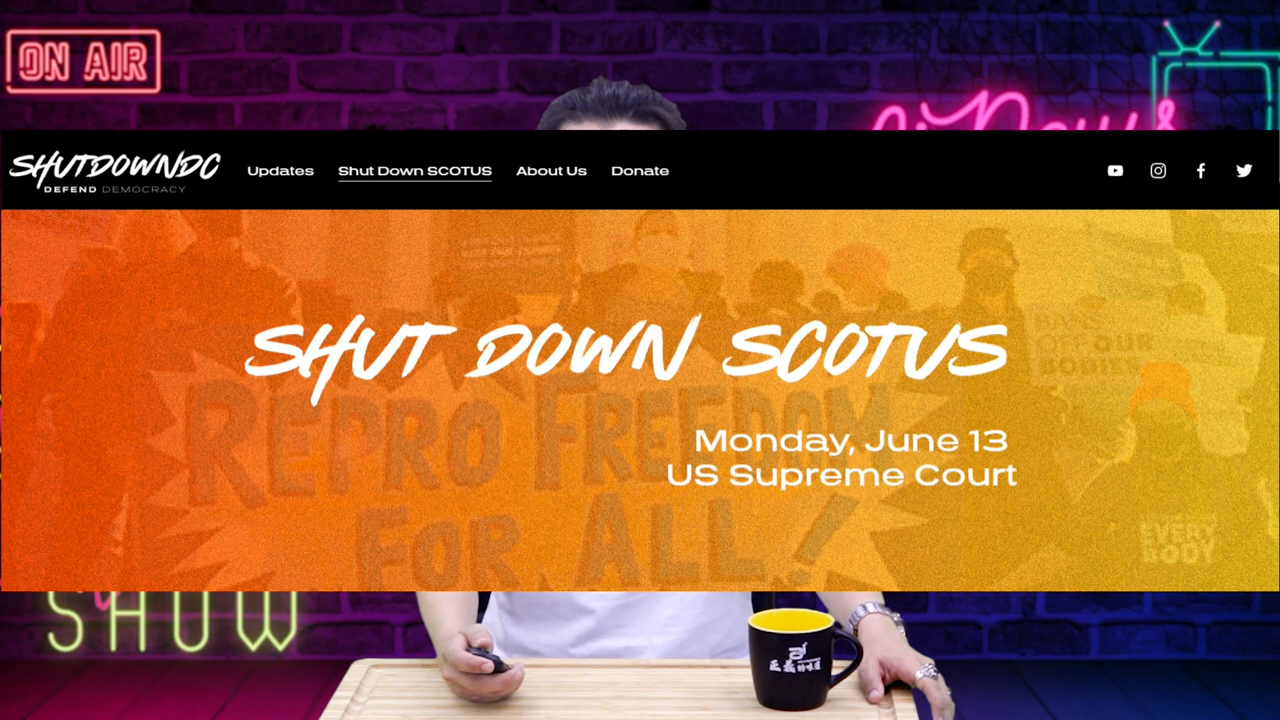 ON AIR
SHUTDOWNDC
DEFEND DEMOCRACY
Updates
Shut Down SCOTUS
About Us
Donate
SHUT DOWN SCOTUS
Monday, June 13
US Supreme Court
REPRO FREEDOM
FOR ALL!
BANS
OFF OUR
BODIES
EVERY
BODY
SHOW